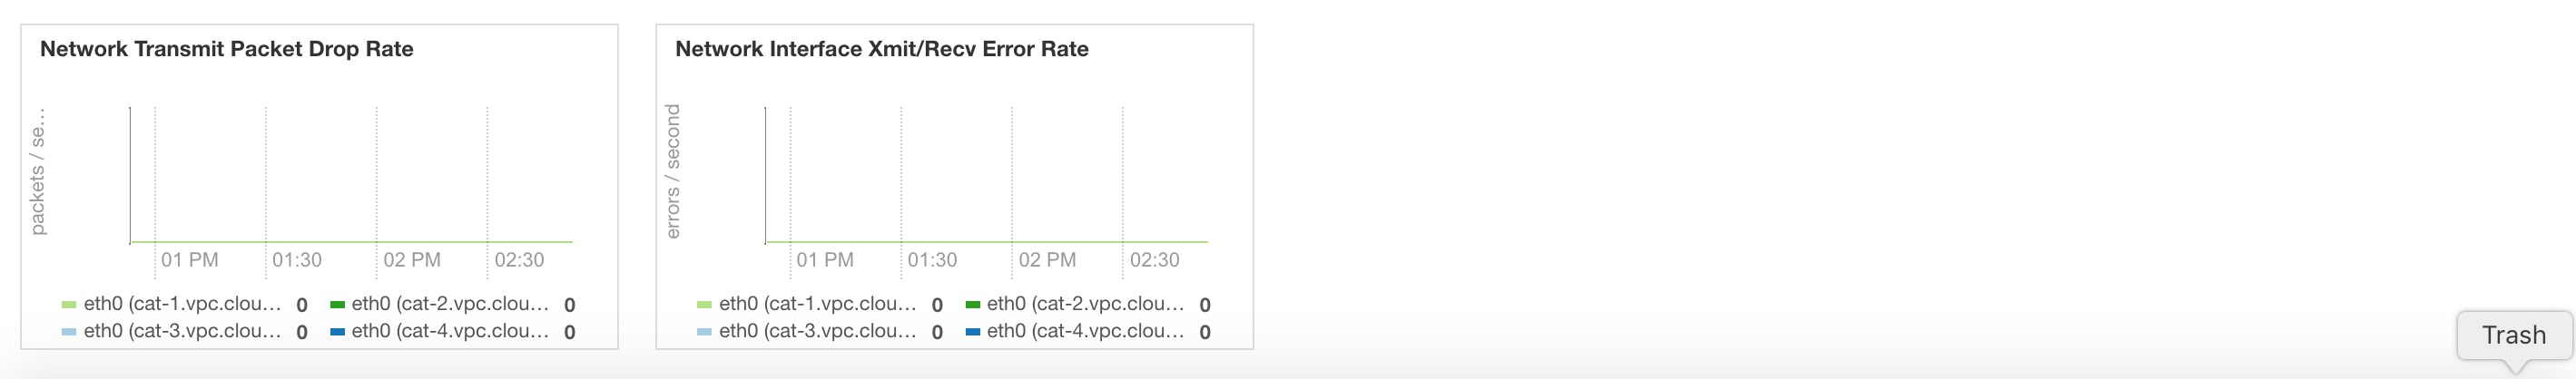 Network Transmit Packet Drop Rate
packets / se...
01 PM 01:30 02 PM 02:30
eth0 (cat-1.vpc.clou... 0 eth0 (cat-2.vpc.clou... 0
eth0 (cat-3.vpc.clou... 0 eth0 (cat-4.vpc.clou... 0
Network Interface Xmit/Recv Error Rate
errors / second
01 PM 01:30 02 PM 02:30
eth0 (cat-1.vpc.clou... 0 eth0 (cat-2.vpc.clou... 0
eth0 (cat-3.vpc.clou... 0 eth0 (cat-4.vpc.clou... 0
Trash